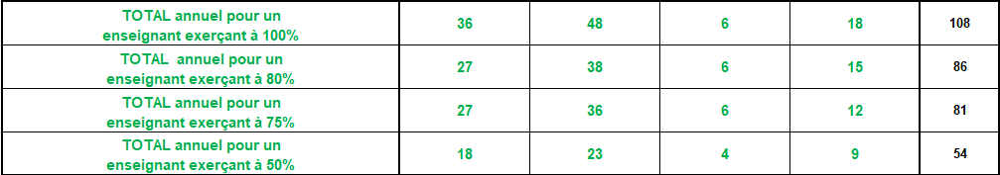 TOTAL annuel pour un
enseignant exerçant à 100% 36 48 6 18 108
TOTAL annuel pour un
enseignant exerçant à 80% 27 38 6 15 86
TOTAL annuel pour un
enseignant exerçant à 75% 27 36 6 12 81
TOTAL annuel pour un
enseignant exerçant à 50% 18 23 4 9 54